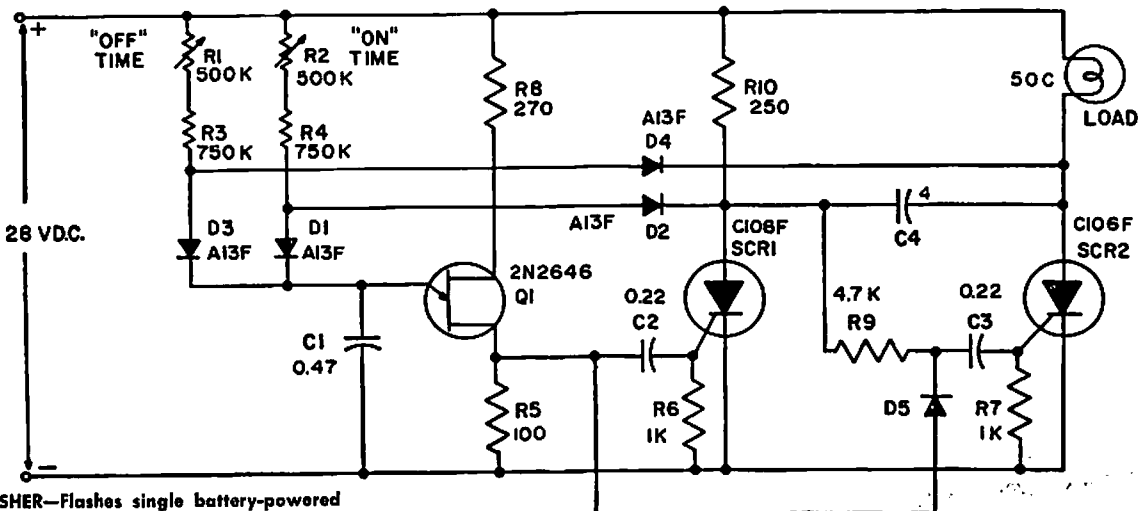 +
"OFF" TIME
R1
500K
R2
500K
"ON" TIME
R3
750K
R4
750K
R8
270
R10
250
A13F
D4
50C
LOAD
28 VD.C.
D3
A13F
D1
A13F
A13F
D2
4
C4
2N2646
Q1
C108F
SCR1
C106F
SCR2
C1
0.47
0.22
C2
4.7K
R9
0.22
C3
R5
100
R6
1K
D5
R7
1K
−
SHER—Flashes single battery-powered